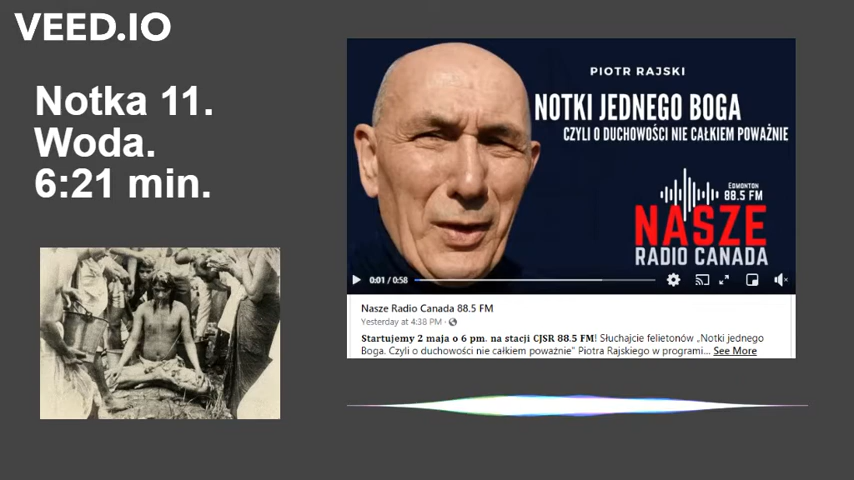 VEED.IO
Notka 11.
Woda.
6:21 min.
PIOTR RAJSKI
NOTKI JEDNEGO BOGA
CZYLI O DUCHOWOŚCI NIE CAŁKIEM POWAŻNIE
EDMONTON
88.5 FM
NASZE
RADIO CANADA
0:01 / 0:58
Nasze Radio Canada 88.5 FM
Yesterday at 4:38 PM ·
Startujemy 2 maja o 6 pm. na stacji CJSR 88.5 FM! Słuchajcie felietonów „Notki jednego
Boga. Czyli o duchowości nie całkiem poważnie" Piotra Rajskiego w programi... See More